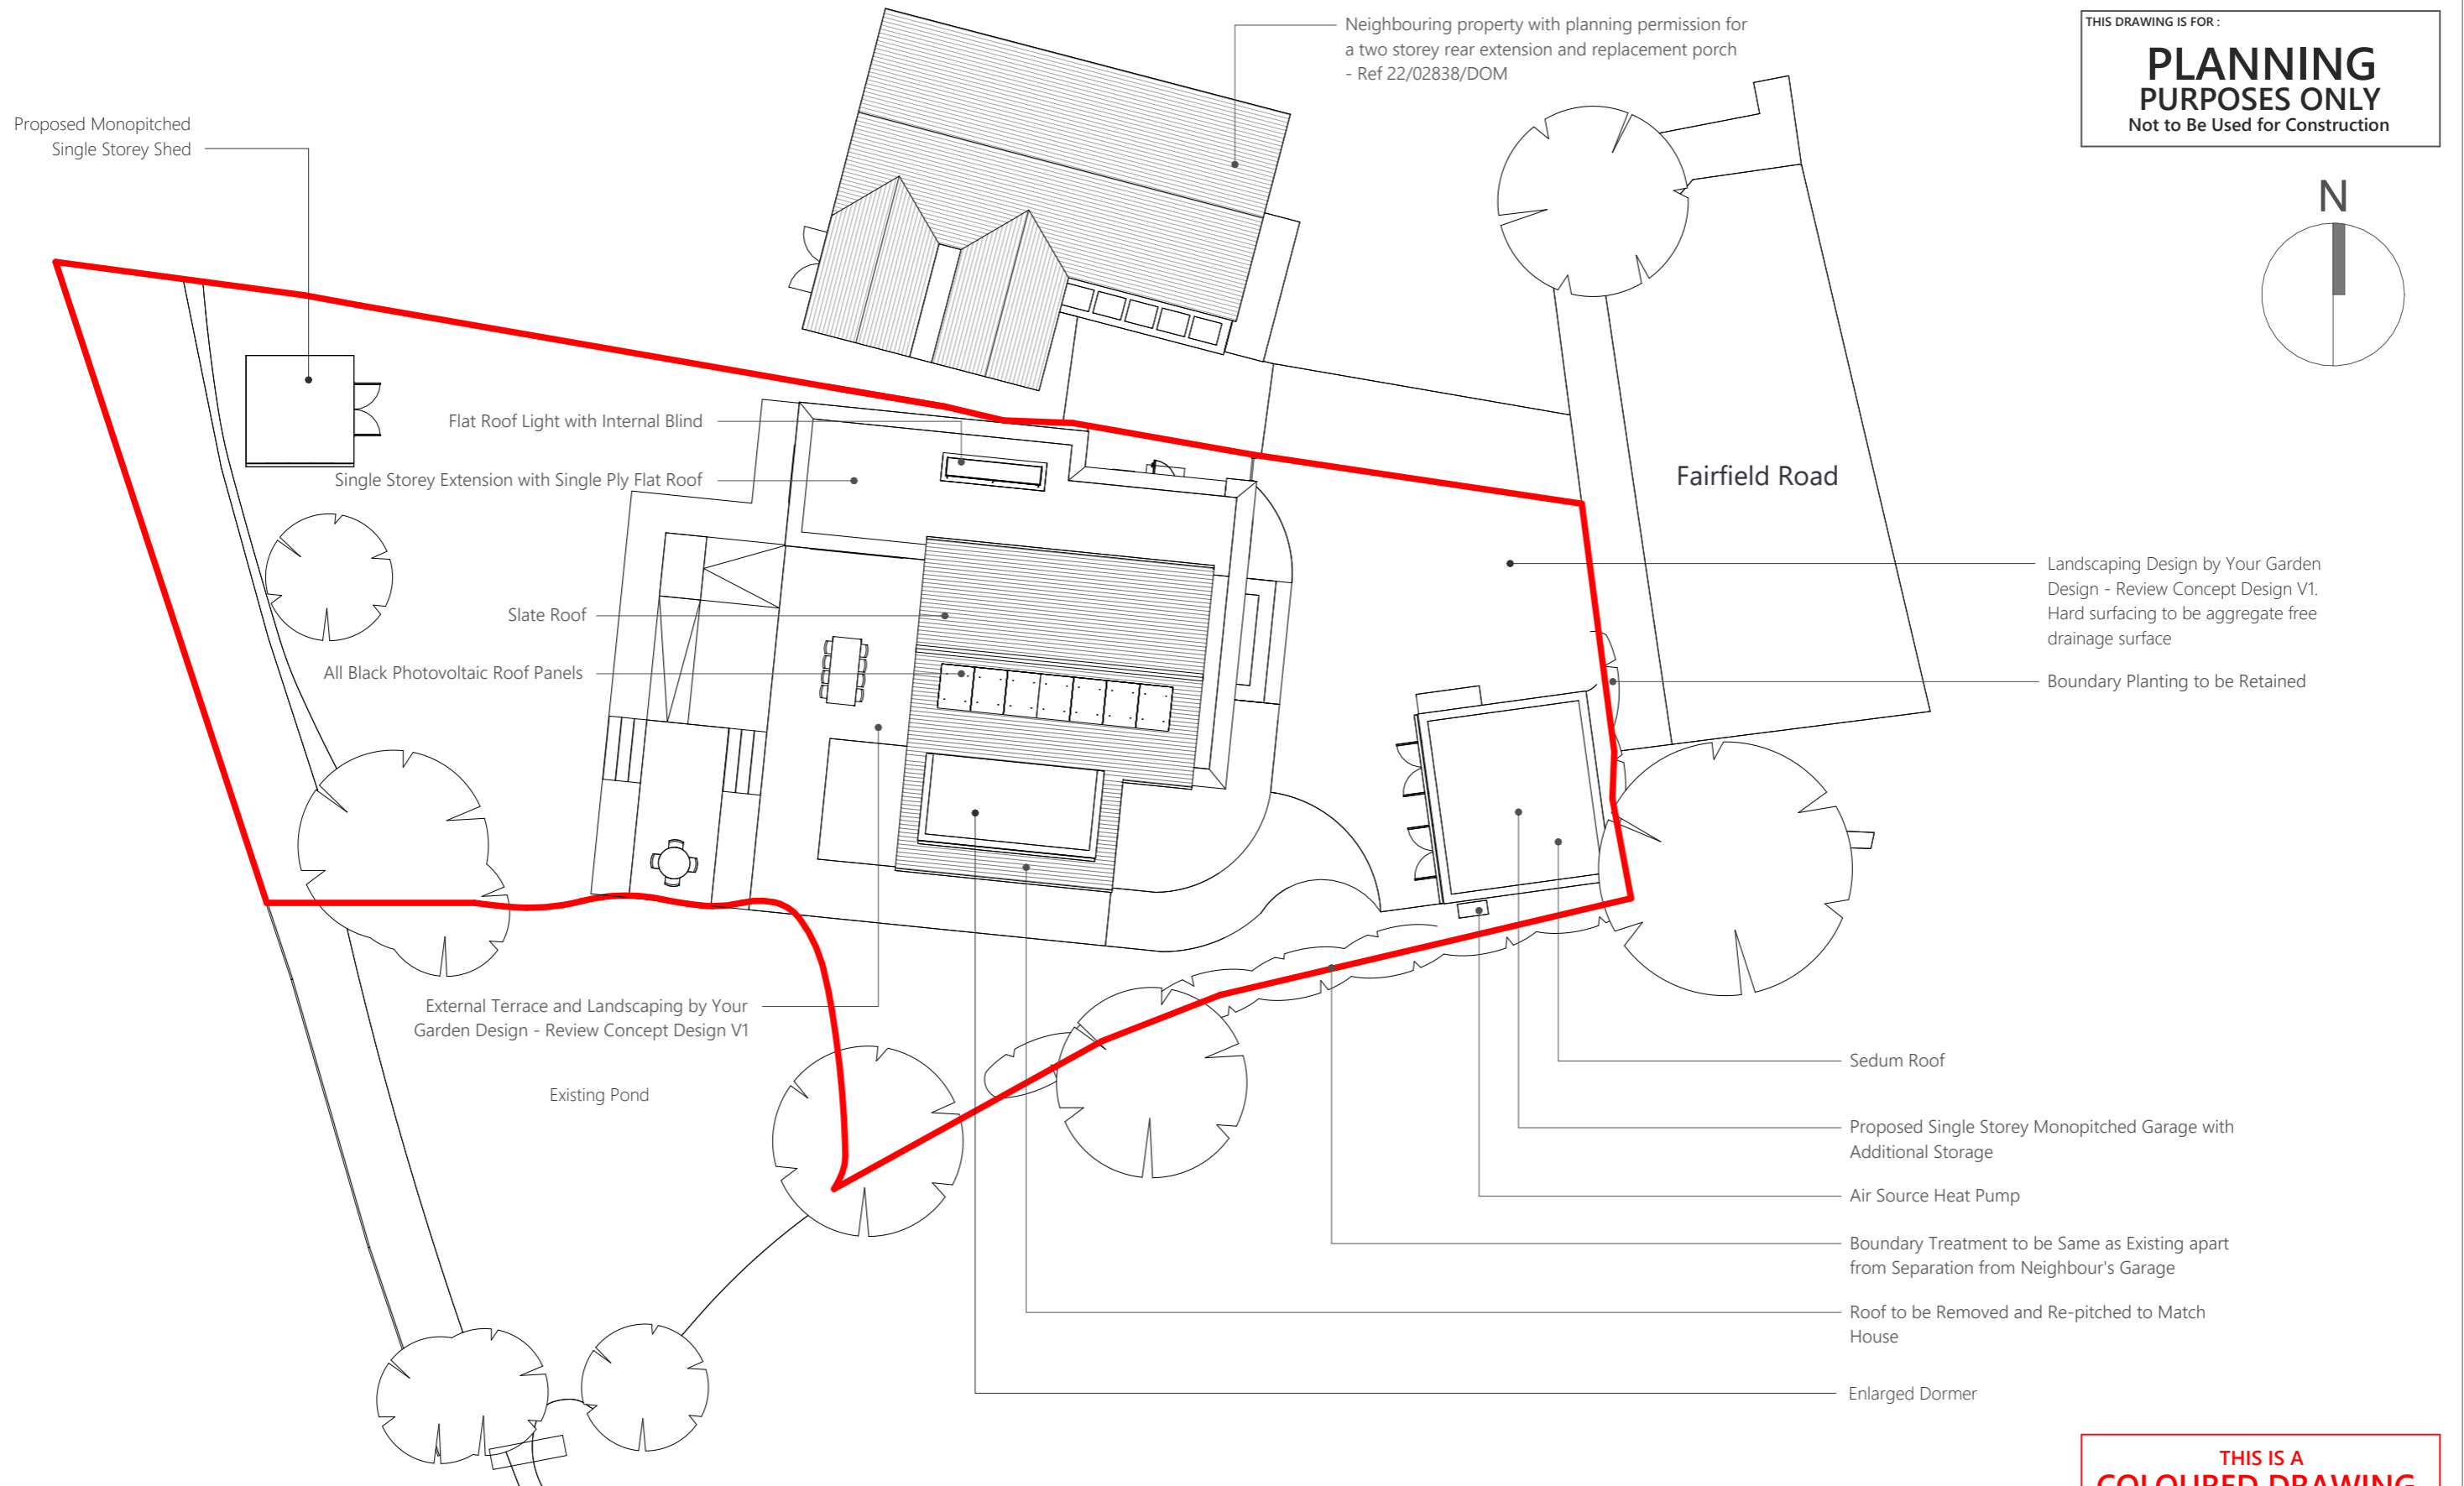 Neighbouring property with planning permission for
a two storey rear extension and replacement porch
- Ref 22/02838/DOM
THIS DRAWING IS FOR :
PLANNING
PURPOSES ONLY
Not to Be Used for Construction
N
Proposed Monopitched
Single Storey Shed
Flat Roof Light with Internal Blind
Single Storey Extension with Single Ply Flat Roof
Fairfield Road
Slate Roof
All Black Photovoltaic Roof Panels
Landscaping Design by Your Garden
Design - Review Concept Design V1.
Hard surfacing to be aggregate free
drainage surface
Boundary Planting to be Retained
External Terrace and Landscaping by Your
Garden Design - Review Concept Design V1
Existing Pond
Sedum Roof
Proposed Single Storey Monopitched Garage with
Additional Storage
Air Source Heat Pump
Boundary Treatment to be Same as Existing apart
from Separation from Neighbour's Garage
Roof to be Removed and Re-pitched to Match
House
Enlarged Dormer
THIS IS A
COLOURED DRAWING